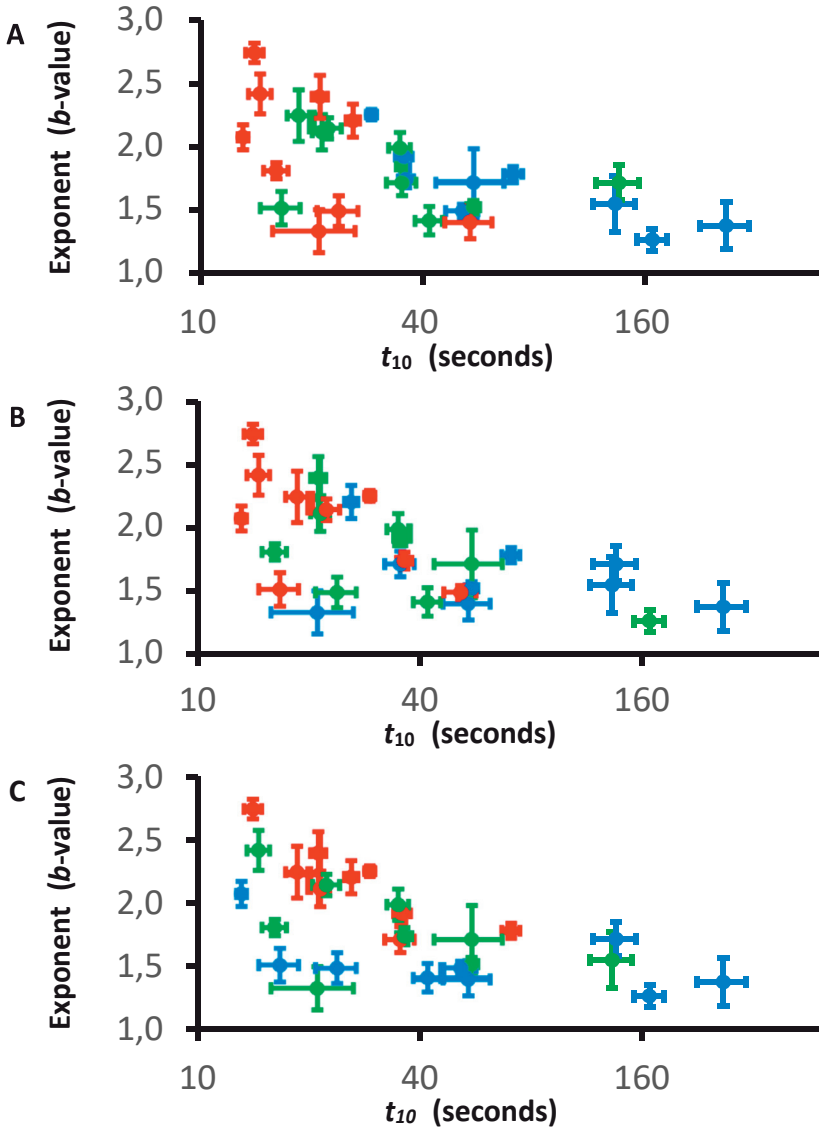 A
Exponent (b-value)
3,0
2,5
2,0
1,5
1,0
10 40 160
t10 (seconds)
B
Exponent (b-value)
3,0
2,5
2,0
1,5
1,0
10 40 160
t10 (seconds)
C
Exponent (b-value)
3,0
2,5
2,0
1,5
1,0
10 40 160
t10 (seconds)